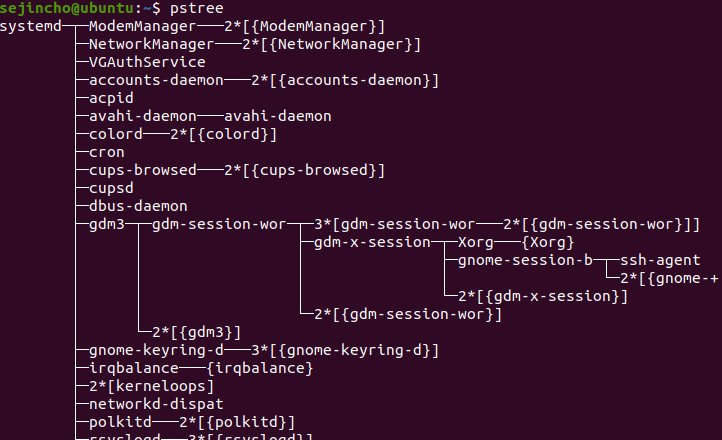 sejincho@ubuntu:~$ pstree
systemd─┬─ModemManager───2*[{ModemManager}]
        ├─NetworkManager───2*[{NetworkManager}]
        ├─VGAuthService
        ├─accounts-daemon───2*[{accounts-daemon}]
        ├─acpid
        ├─avahi-daemon───avahi-daemon
        ├─colord───2*[{colord}]
        ├─cron
        ├─cups-browsed───2*[{cups-browsed}]
        ├─cupsd
        ├─dbus-daemon
        ├─gdm3─┬─gdm-session-wor─┬─3*[gdm-session-wor───2*[{gdm-session-wor}]]
        │      │                 ├─gdm-x-session─┬─Xorg───{Xorg}
        │      │                 │               ├─gnome-session-b─┬─ssh-agent
        │      │                 │               │                 └─2*[{gnome-+
        │      │                 │               └─2*[{gdm-x-session}]
        │      │                 └─2*[{gdm-session-wor}]
        │      └─2*[{gdm3}]
        ├─gnome-keyring-d───3*[{gnome-keyring-d}]
        ├─irqbalance───{irqbalance}
        ├─2*[kerneloops]
        ├─networkd-dispat
        ├─polkitd───2*[{polkitd}]
        ├─rsyslogd───3*[{rsyslogd}]